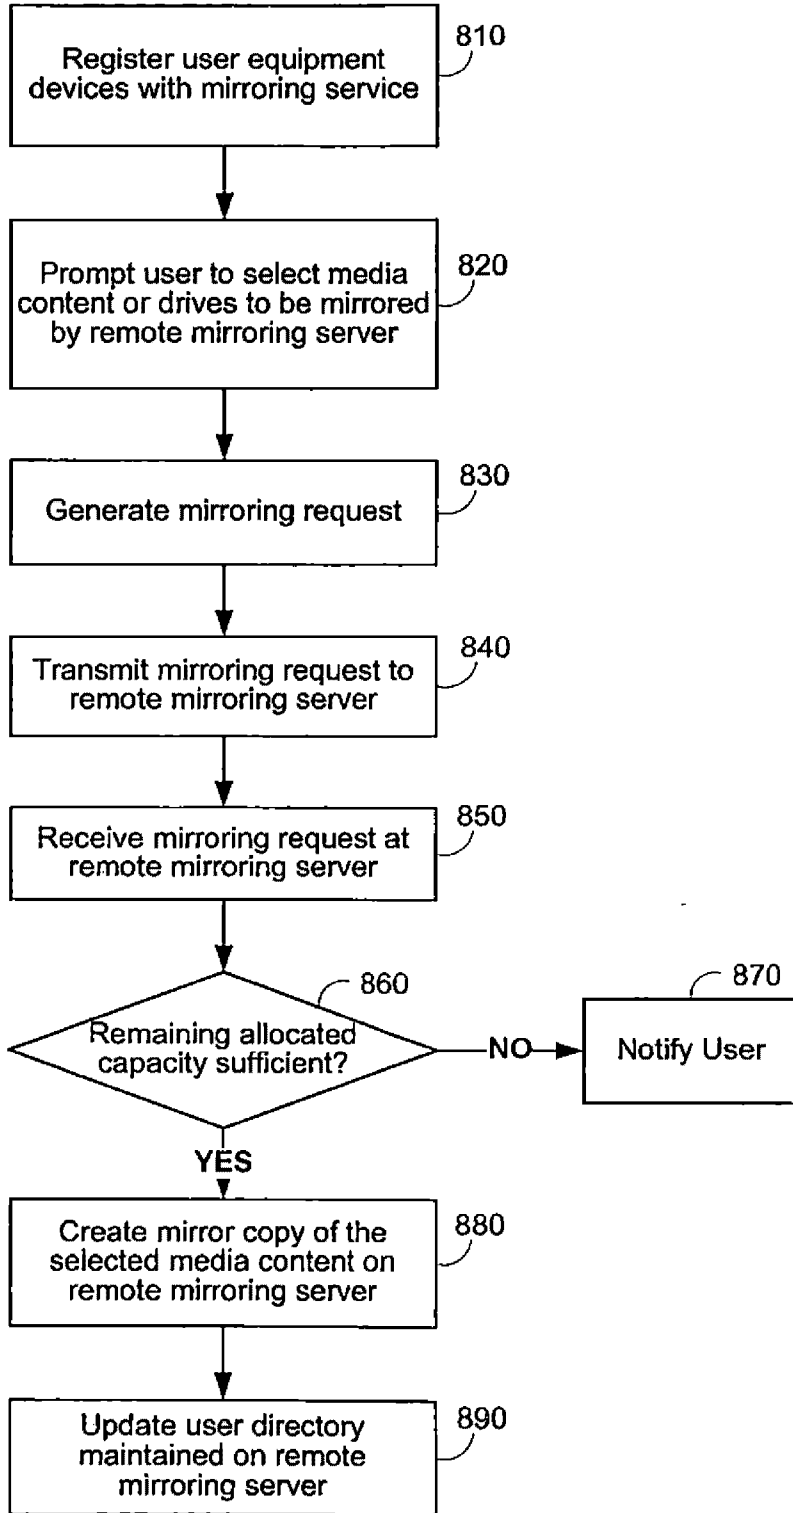 Register user equipment
devices with mirroring service
810
Prompt user to select media
content or drives to be mirrored
by remote mirroring server
820
Generate mirroring request
830
Transmit mirroring request to
remote mirroring server
840
Receive mirroring request at
remote mirroring server
850
Remaining allocated
capacity sufficient?
860
NO
Notify User
870
YES
Create mirror copy of the
selected media content on
remote mirroring server
880
Update user directory
maintained on remote
mirroring server
890